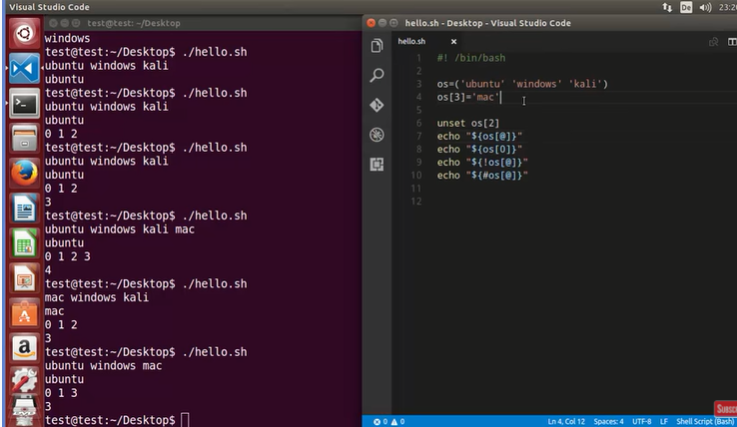 Visual Studio Code
De
23:20
test@test: ~/Desktop
windows
test@test:~/Desktop$ ./hello.sh
ubuntu windows kali
ubuntu
test@test:~/Desktop$ ./hello.sh
ubuntu windows kali
ubuntu
0 1 2
test@test:~/Desktop$ ./hello.sh
ubuntu windows kali
ubuntu
0 1 2
3
test@test:~/Desktop$ ./hello.sh
ubuntu windows kali mac
ubuntu
0 1 2 3
4
test@test:~/Desktop$ ./hello.sh
mac windows kali
mac
0 1 2
3
test@test:~/Desktop$ ./hello.sh
ubuntu windows mac
ubuntu
0 1 3
3
test@test:~/Desktop$
hello.sh - Desktop - Visual Studio Code
hello.sh
1 #! /bin/bash
2
3 os=('ubuntu' 'windows' 'kali')
4 os[3]='mac'
5
6 unset os[2]
7 echo "${os[@]}"
8 echo "${os[0]}"
9 echo "${!os[@]}"
10 echo "${#os[@]}"
11
12
0 0
Ln 4, Col 12 Spaces: 4 UTF-8 LF Shell Script (Bash)